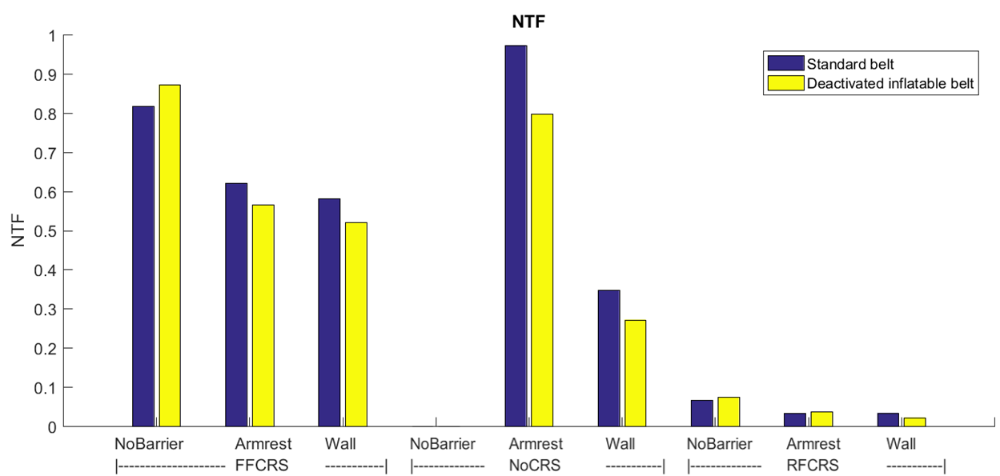 NTF
Standard belt
Deactivated inflatable belt
NTF
1
0.9
0.8
0.7
0.6
0.5
0.4
0.3
0.2
0.1
0
NoBarrier Armrest Wall NoBarrier Armrest Wall NoBarrier Armrest Wall
|-------------------- FFCRS -----------| |------------- NoCRS ----------| |------------- RFCRS -----------|